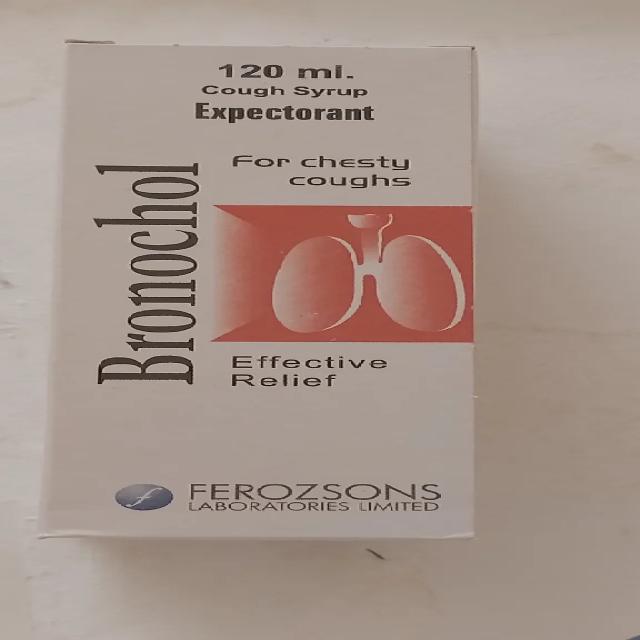 120 ml.
Cough Syrup
Expectorant
For chesty
coughs
Bronochol
Effective
Relief
f
FEROZSONS
LABORATORIES LIMITED